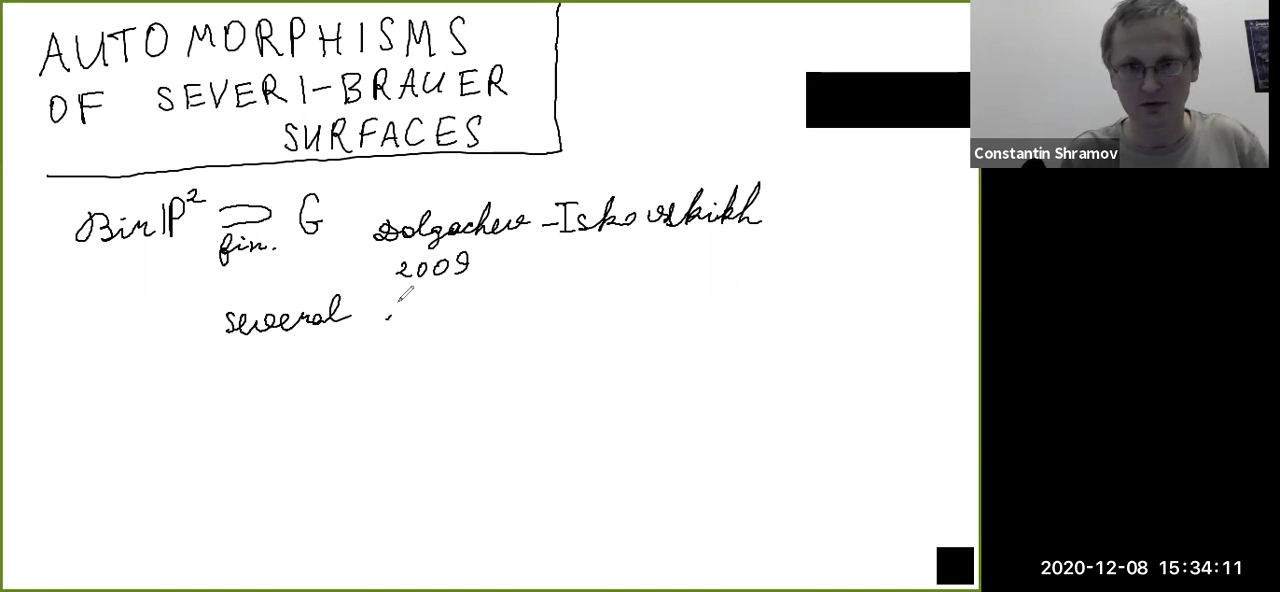 AUTOMORPHISMS
OF SEVERI-BRAUER
SURFACES
Bir ℙ² ⊃ G Dolgachev-Iskovskikh
fin.
2009
several
Constantin Shramov
2020-12-08 15:34:11